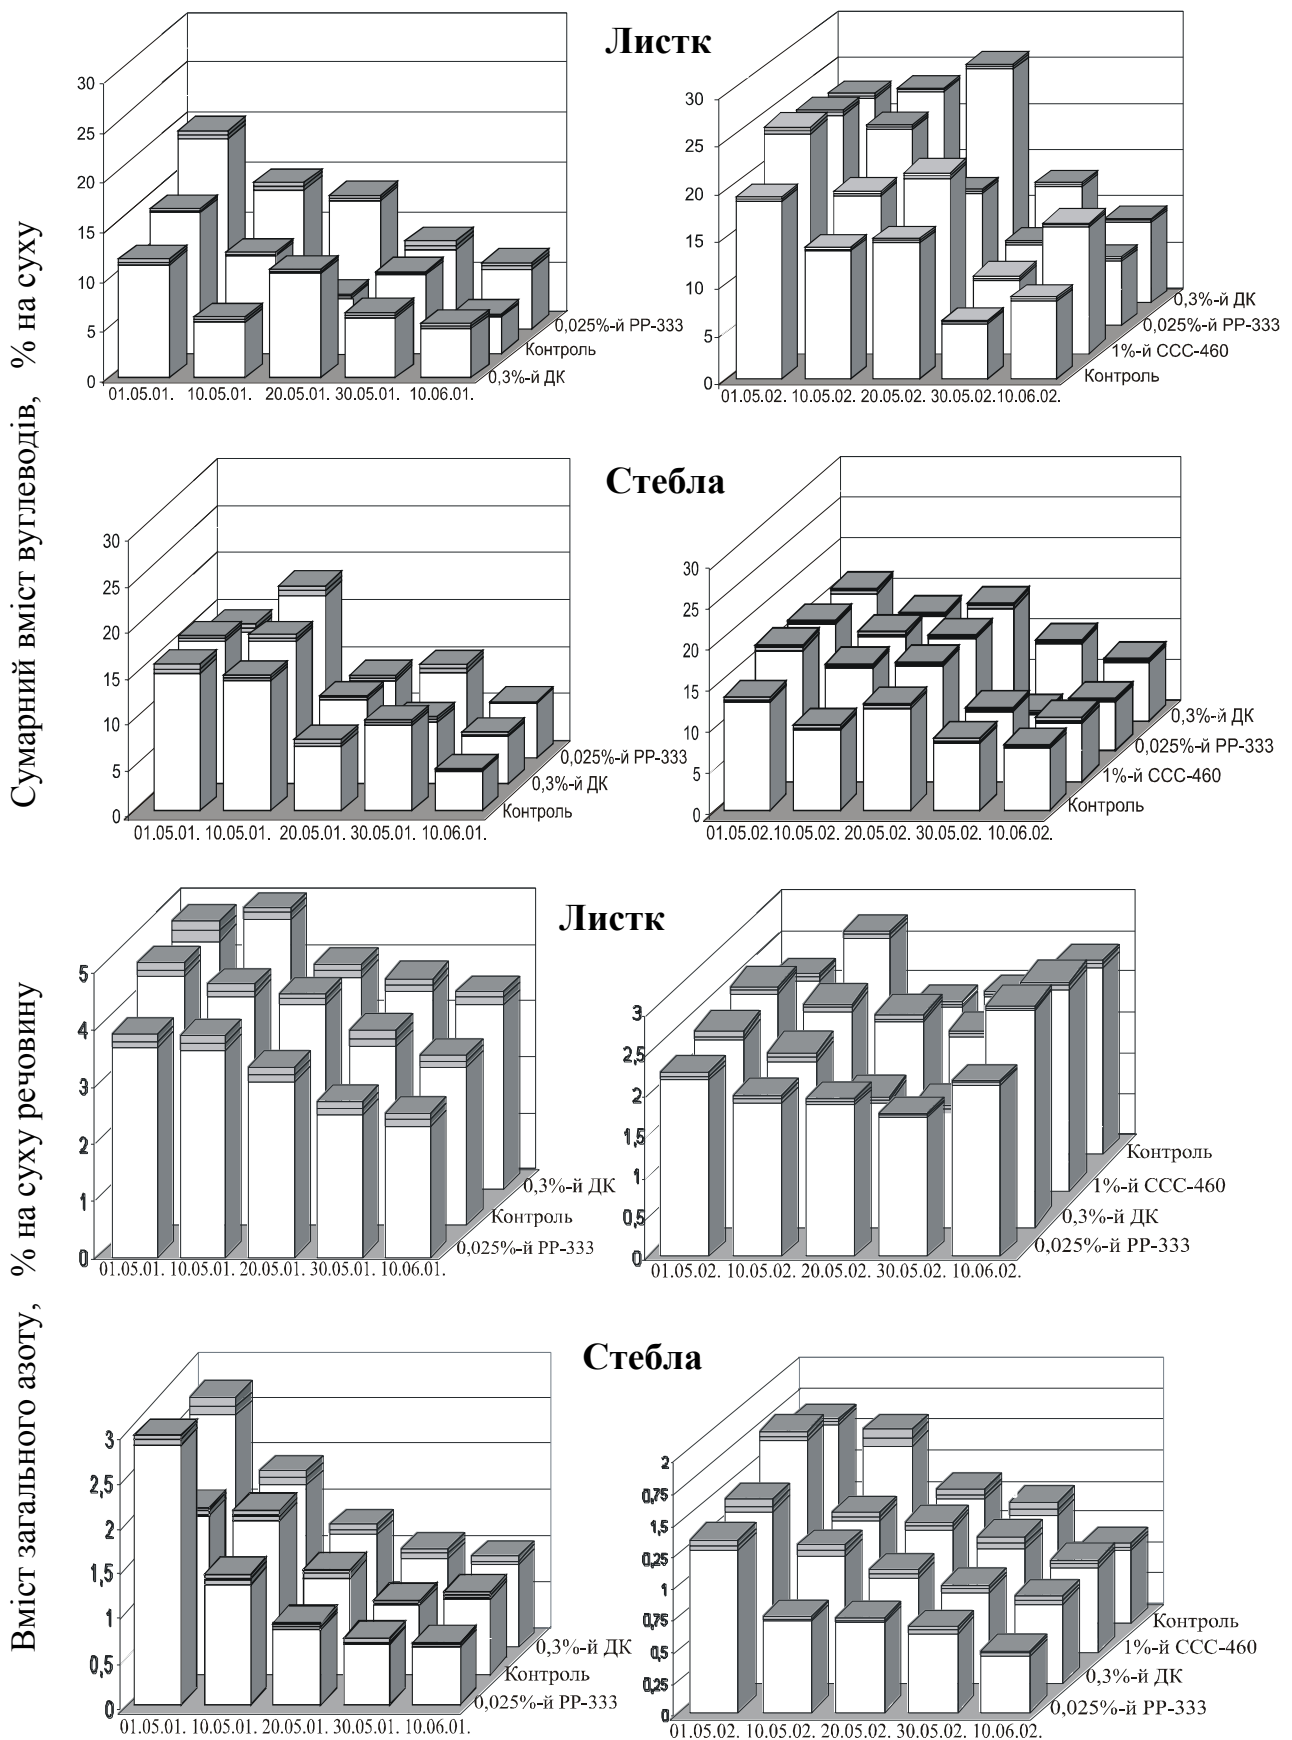 Сумарний вміст вуглеводів, % на суху
Листк
30
25
20
15
10
5
0
01.05.01. 10.05.01. 20.05.01. 30.05.01. 10.06.01.
0,025%-й РР-333
Контроль
0,3%-й ДК
30
25
20
15
10
5
0
01.05.02. 10.05.02. 20.05.02. 30.05.02. 10.06.02.
0,3%-й ДК
0,025%-й РР-333
1%-й ССС-460
Контроль
Стебла
30
25
20
15
10
5
0
01.05.01. 10.05.01. 20.05.01. 30.05.01. 10.06.01.
0,025%-й РР-333
0,3%-й ДК
Контроль
30
25
20
15
10
5
0
01.05.02. 10.05.02. 20.05.02. 30.05.02. 10.06.02.
0,3%-й ДК
0,025%-й РР-333
1%-й ССС-460
Контроль
Вміст загального азоту, % на суху речовину
Листк
5
4
3
2
1
0
01.05.01. 10.05.01. 20.05.01. 30.05.01. 10.06.01.
0,3%-й ДК
Контроль
0,025%-й РР-333
3
2,5
2
1,5
1
0,5
0
01.05.02. 10.05.02. 20.05.02. 30.05.02. 10.06.02.
Контроль
1%-й ССС-460
0,3%-й ДК
0,025%-й РР-333
Стебла
3
2,5
2
1,5
1
0,5
0
01.05.01. 10.05.01. 20.05.01. 30.05.01. 10.06.01.
0,3%-й ДК
Контроль
0,025%-й РР-333
2
0,75
1,5
0,25
1
0,75
0,5
0,25
0
01.05.02. 10.05.02. 20.05.02. 30.05.02. 10.06.02.
Контроль
1%-й ССС-460
0,3%-й ДК
0,025%-й РР-333